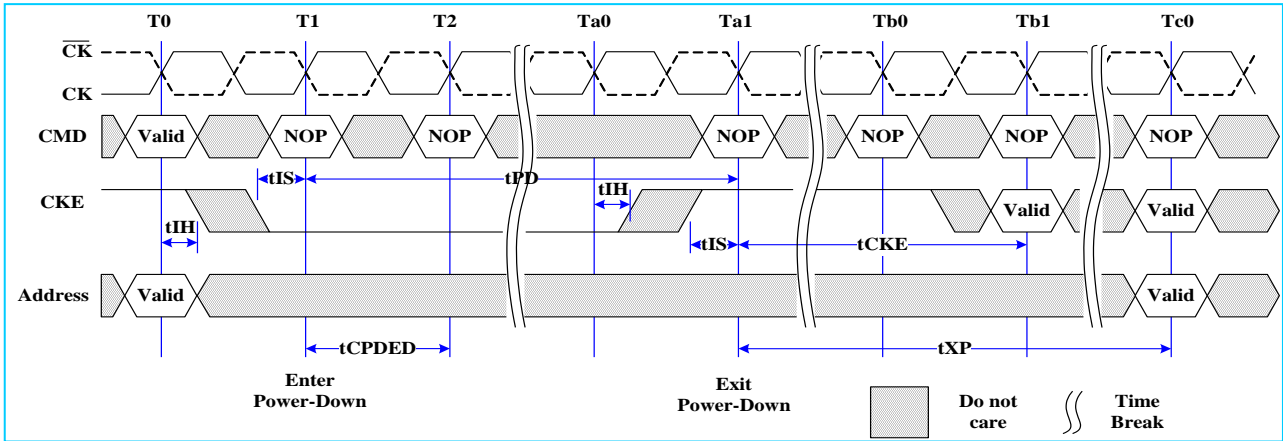 T0 T1 T2 Ta0 Ta1 Tb0 Tb1 Tc0
CK
CK
CMD Valid NOP NOP NOP NOP NOP NOP
tIS tPD tIH
CKE Valid Valid
tIH tIS tCKE
Address Valid Valid
tCPDED tXP
Enter
Power-Down
Exit
Power-Down
Do not
care
Time
Break